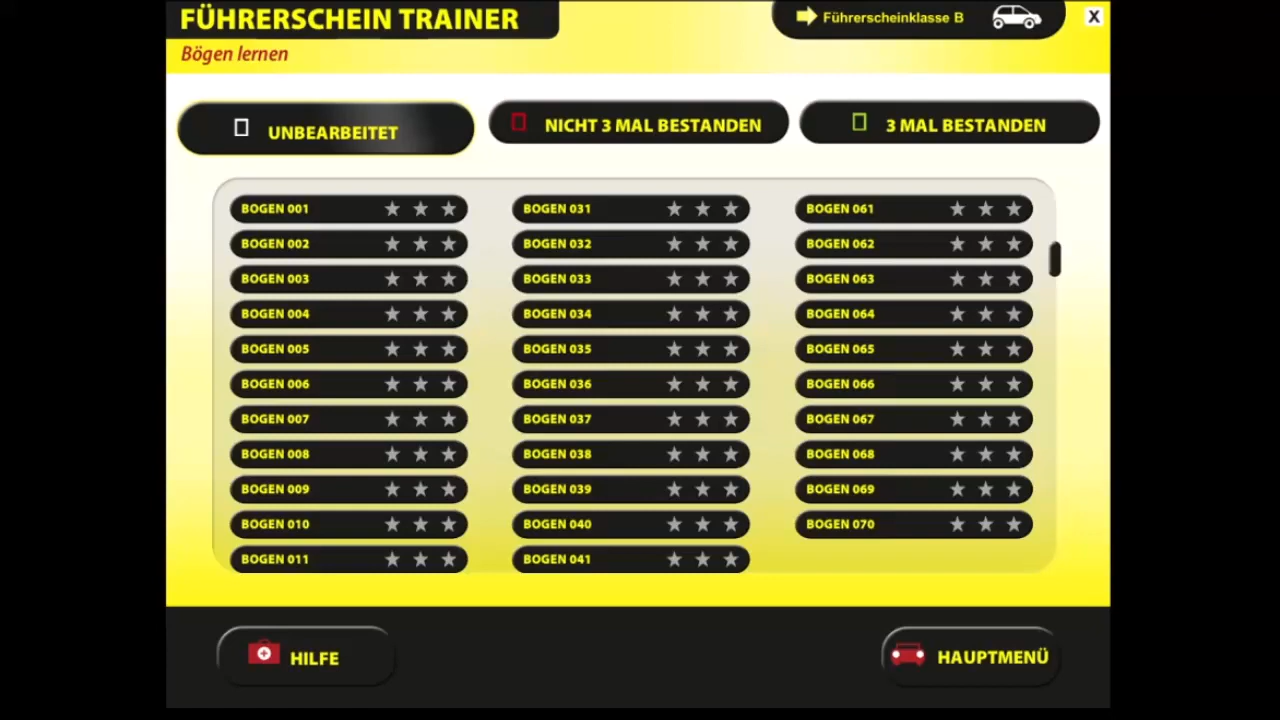 FÜHRERSCHEIN TRAINER
Führerscheinklasse B
X
Bögen lernen
UNBEARBEITET
NICHT 3 MAL BESTANDEN
3 MAL BESTANDEN
BOGEN 001
BOGEN 002
BOGEN 003
BOGEN 004
BOGEN 005
BOGEN 006
BOGEN 007
BOGEN 008
BOGEN 009
BOGEN 010
BOGEN 011
BOGEN 031
BOGEN 032
BOGEN 033
BOGEN 034
BOGEN 035
BOGEN 036
BOGEN 037
BOGEN 038
BOGEN 039
BOGEN 040
BOGEN 041
BOGEN 061
BOGEN 062
BOGEN 063
BOGEN 064
BOGEN 065
BOGEN 066
BOGEN 067
BOGEN 068
BOGEN 069
BOGEN 070
HILFE
HAUPTMENÜ